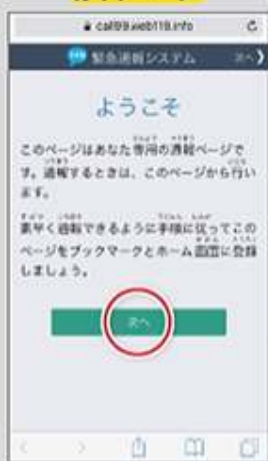 call99.web119.info
緊急通報システム 次へ
ようこそ
このページはあなた専用の通報ページで
す。通報するときは、このページから行い
ます。
素早く通報できるように手順に従ってこの
ページをブックマークとホーム画面に登録
しましょう。
次へ